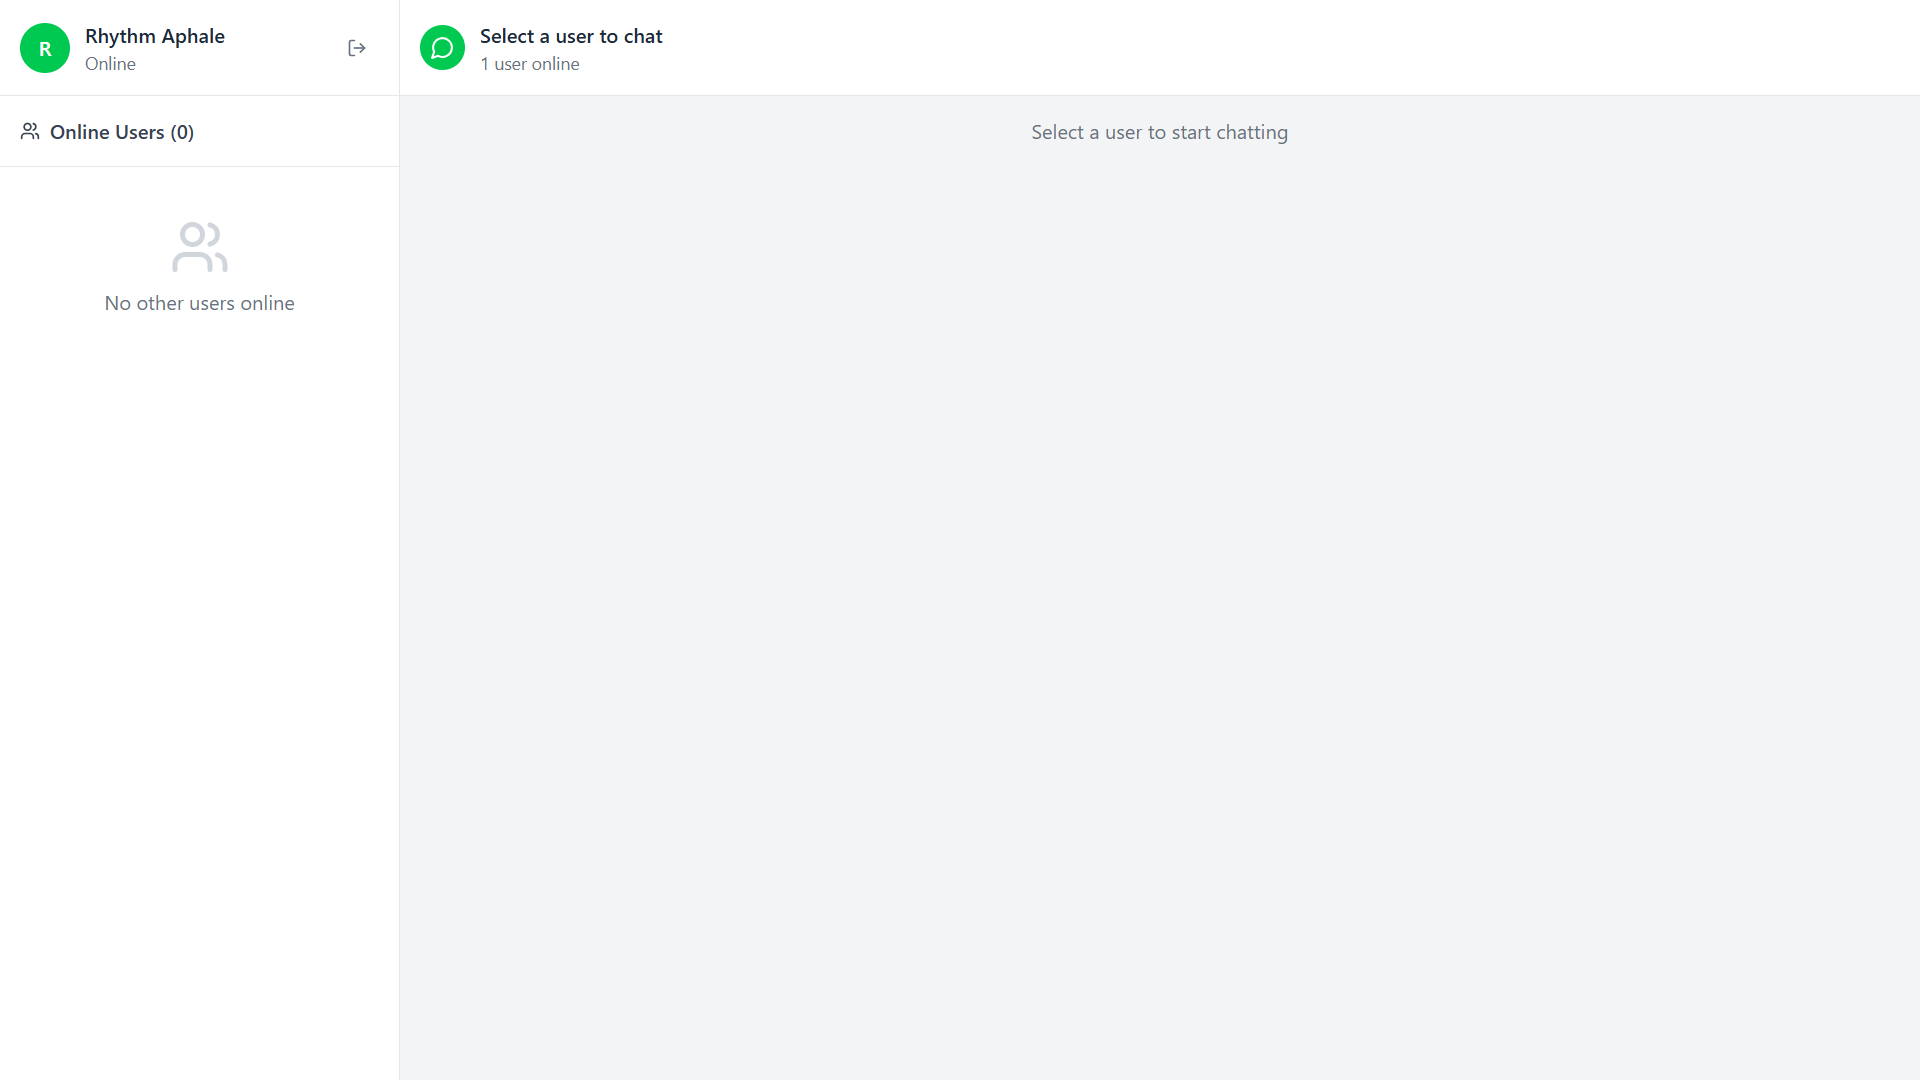 R
Rhythm Aphale
Online
Select a user to chat
1 user online
Online Users (0)
Select a user to start chatting
No other users online